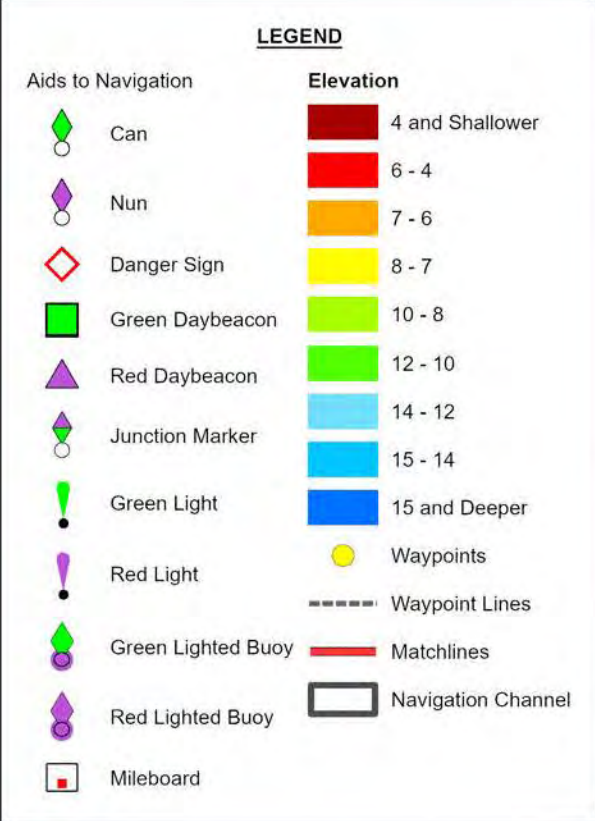 LEGEND
Aids to Navigation
Can
Nun
Danger Sign
Green Daybeacon
Red Daybeacon
Junction Marker
Green Light
Red Light
Green Lighted Buoy
Red Lighted Buoy
Mileboard
Elevation
4 and Shallower
6 - 4
7 - 6
8 - 7
10 - 8
12 - 10
14 - 12
15 - 14
15 and Deeper
Waypoints
Waypoint Lines
Matchlines
Navigation Channel